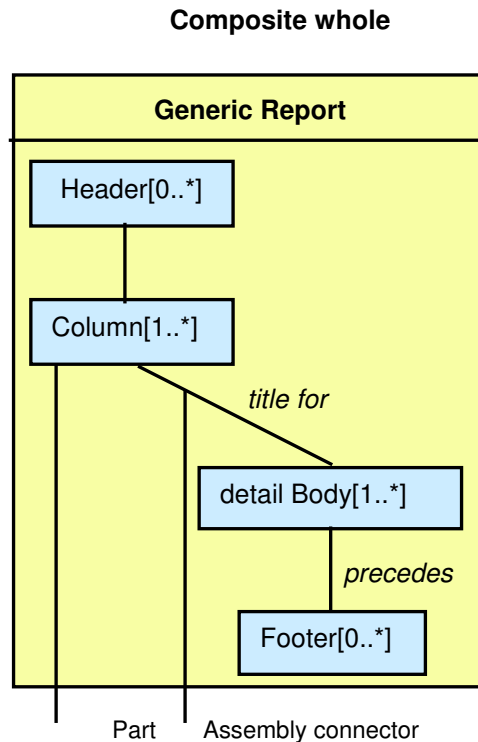 Composite whole
Generic Report
Header[0..*]
Column[1..*]
title for
detail Body[1..*]
precedes
Footer[0..*]
Part
Assembly connector